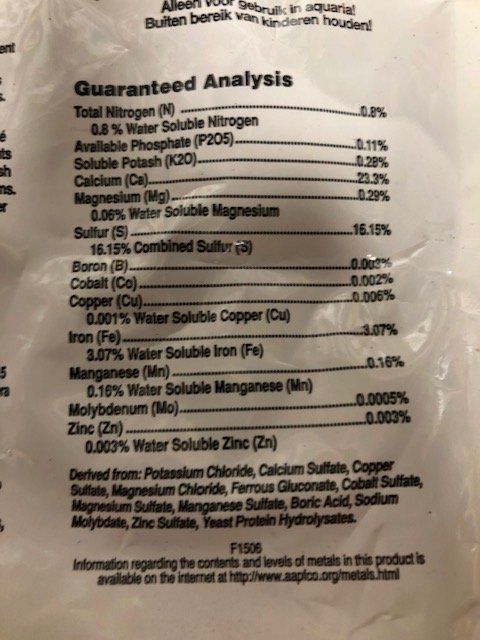 Alleen voor gebruik in aquaria!
Buiten bereik van kinderen houden!
Guaranteed Analysis
Total Nitrogen (N) 0.8%
0.8 % Water Soluble Nitrogen
Available Phosphate (P2O5) 0.11%
Soluble Potash (K2O) 0.28%
Calcium (Ca) 23.3%
Magnesium (Mg) 0.29%
0.06% Water Soluble Magnesium
Sulfur (S) 16.15%
16.15% Combined Sulfur (S)
Boron (B) 0.003%
Cobalt (Co) 0.002%
Copper (Cu) 0.006%
0.001% Water Soluble Copper (Cu)
Iron (Fe) 3.07%
3.07% Water Soluble Iron (Fe)
Manganese (Mn) 0.16%
0.16% Water Soluble Manganese (Mn)
Molybdenum (Mo) 0.0005%
Zinc (Zn) 0.003%
0.003% Water Soluble Zinc (Zn)
Derived from: Potassium Chloride, Calcium Sulfate, Copper
Sulfate, Magnesium Chloride, Ferrous Gluconate, Cobalt Sulfate,
Magnesium Sulfate, Manganese Sulfate, Boric Acid, Sodium
Molybdate, Zinc Sulfate, Yeast Protein Hydrolysates.
F1506
Information regarding the contents and levels of metals in this product is
available on the internet at http://www.aapfco.org/metals.html